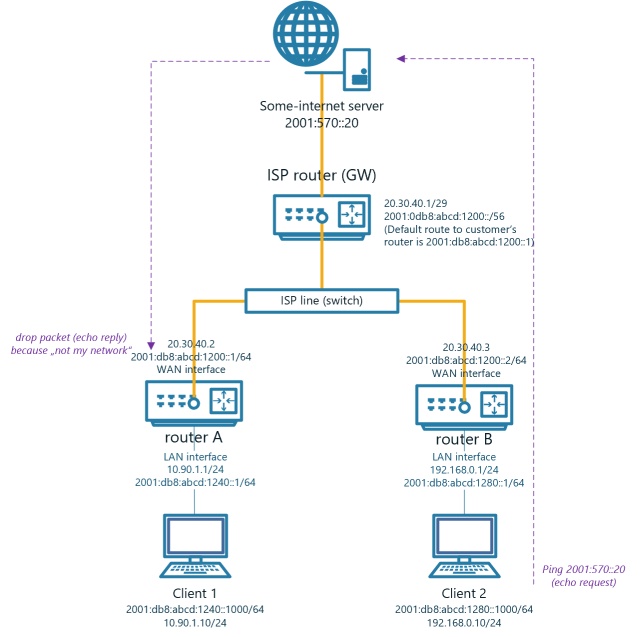 Some-internet server
2001:570::20
ISP router (GW)
20.30.40.1/29
2001:0db8:abcd:1200::/56
(Default route to customer's
router is 2001:db8:abcd:1200::1)
ISP line (switch)
drop packet (echo reply)
because „not my network“
20.30.40.2
2001:db8:abcd:1200::1/64
WAN interface
20.30.40.3
2001:db8:abcd:1200::2/64
WAN interface
router A
LAN interface
10.90.1.1/24
2001:db8:abcd:1240::1/64
router B
LAN interface
192.168.0.1/24
2001:db8:abcd:1280::1/64
Ping 2001:570::20
(echo request)
Client 1
2001:db8:abcd:1240::1000/64
10.90.1.10/24
Client 2
2001:db8:abcd:1280::1000/64
192.168.0.10/24